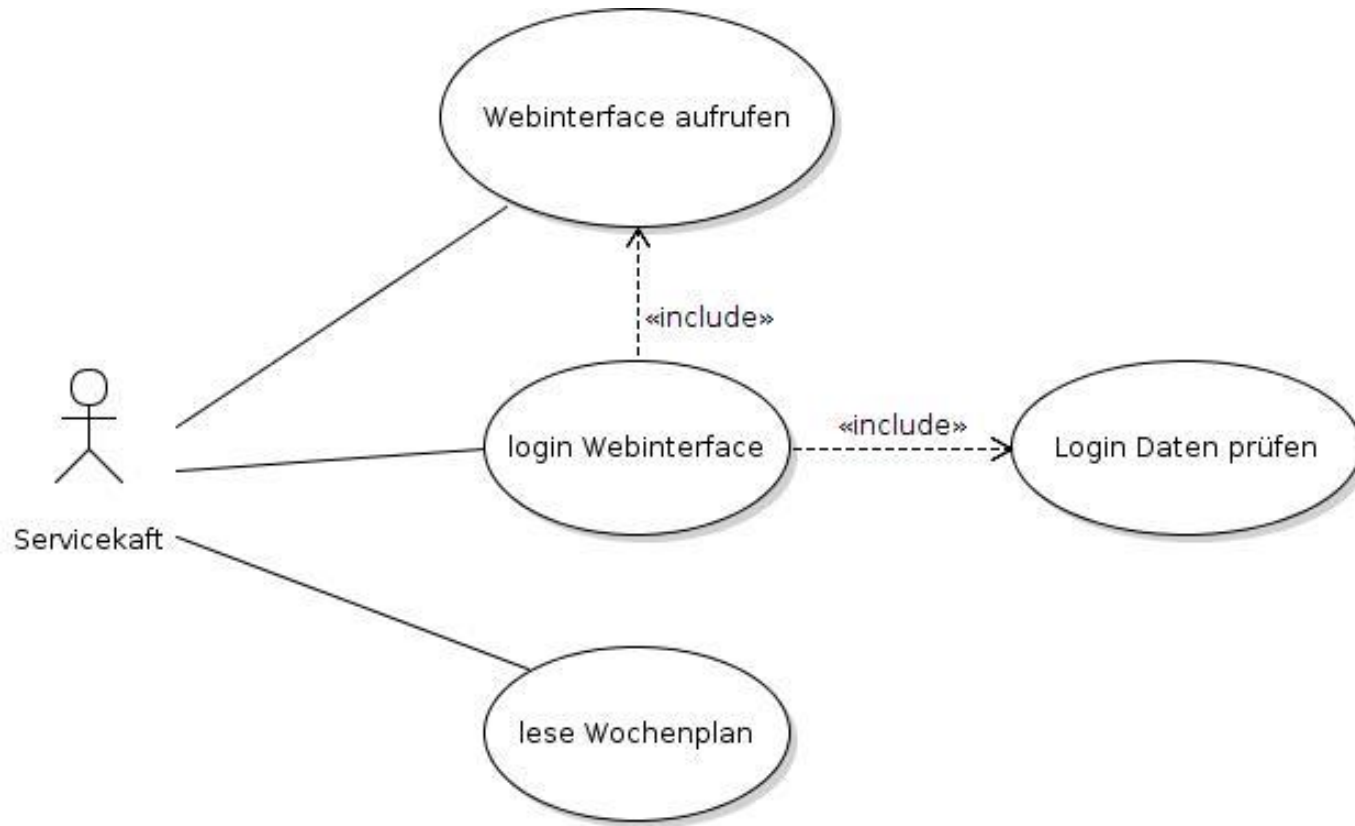 Webinterface aufrufen
«include»
login Webinterface
«include»
Login Daten prüfen
Servicekaft
lese Wochenplan